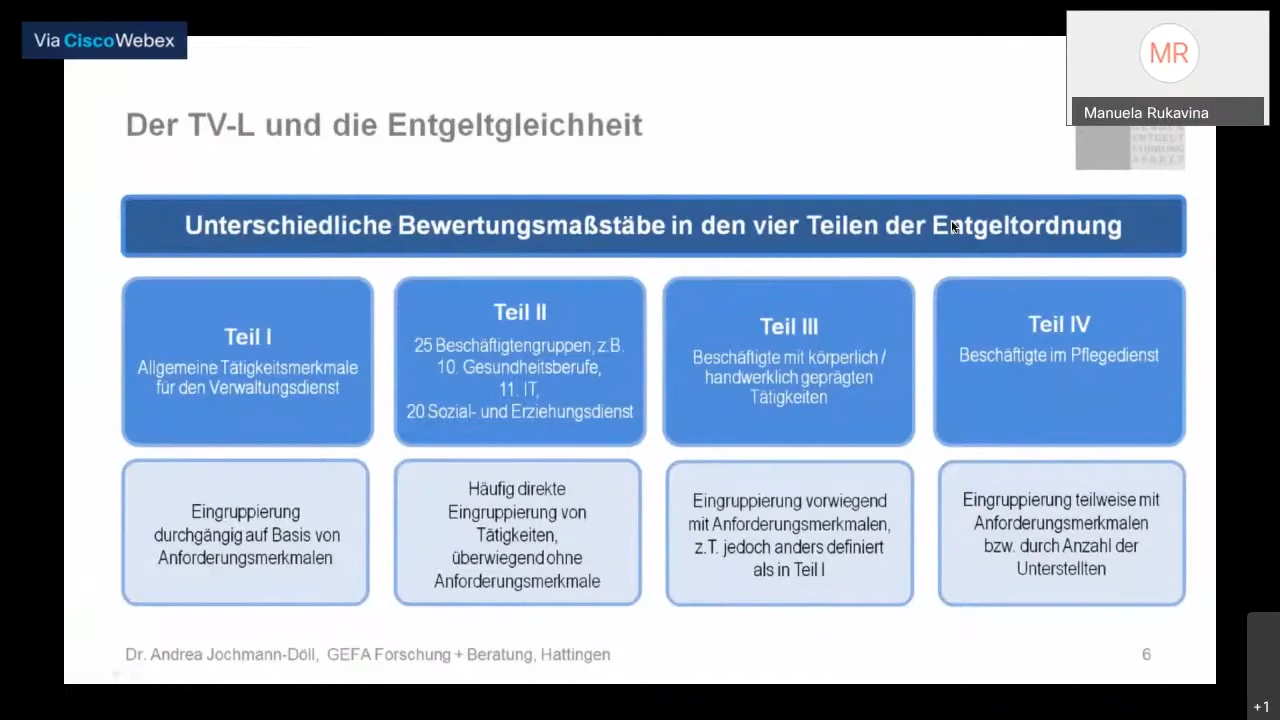 Via CiscoWebex
MR
Manuela Rukavina
Der TV-L und die Entgeltgleichheit
ENTGELT
Unterschiedliche Bewertungsmaßstäbe in den vier Teilen der Entgeltordnung
Teil I
Allgemeine Tätigkeitsmerkmale
für den Verwaltungsdienst
Teil II
25 Beschäftigtengruppen, z.B.
10. Gesundheitsberufe,
11. IT,
20 Sozial- und Erziehungsdienst
Teil III
Beschäftigte mit körperlich /
handwerklich geprägten
Tätigkeiten
Teil IV
Beschäftigte im Pflegedienst
Eingruppierung
durchgängig auf Basis von
Anforderungsmerkmalen
Häufig direkte
Eingruppierung von
Tätigkeiten,
überwiegend ohne
Anforderungsmerkmale
Eingruppierung vorwiegend
mit Anforderungsmerkmalen,
z.T. jedoch anders definiert
als in Teil I
Eingruppierung teilweise mit
Anforderungsmerkmalen
bzw. durch Anzahl der
Unterstellten
Dr. Andrea Jochmann-Döll, GEFA Forschung + Beratung, Hattingen
6
+1